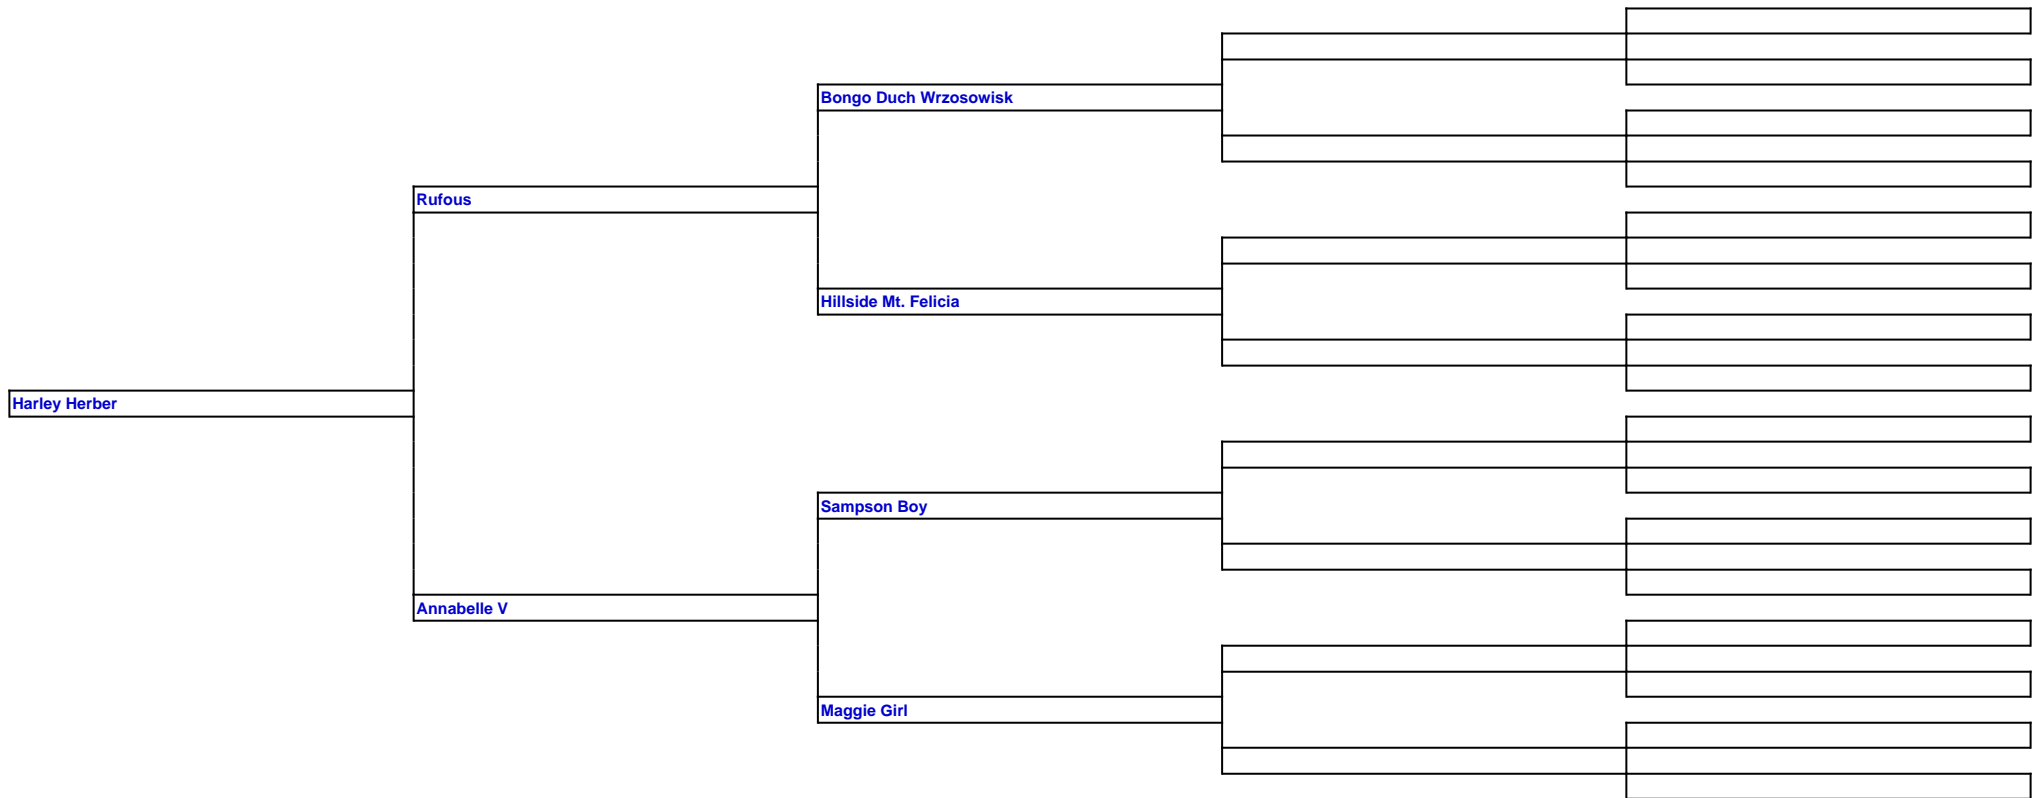 Bongo Duch Wrzosowisk
Rufous
Hillside Mt. Felicia
Harley Herber
Sampson Boy
Annabelle V
Maggie Girl